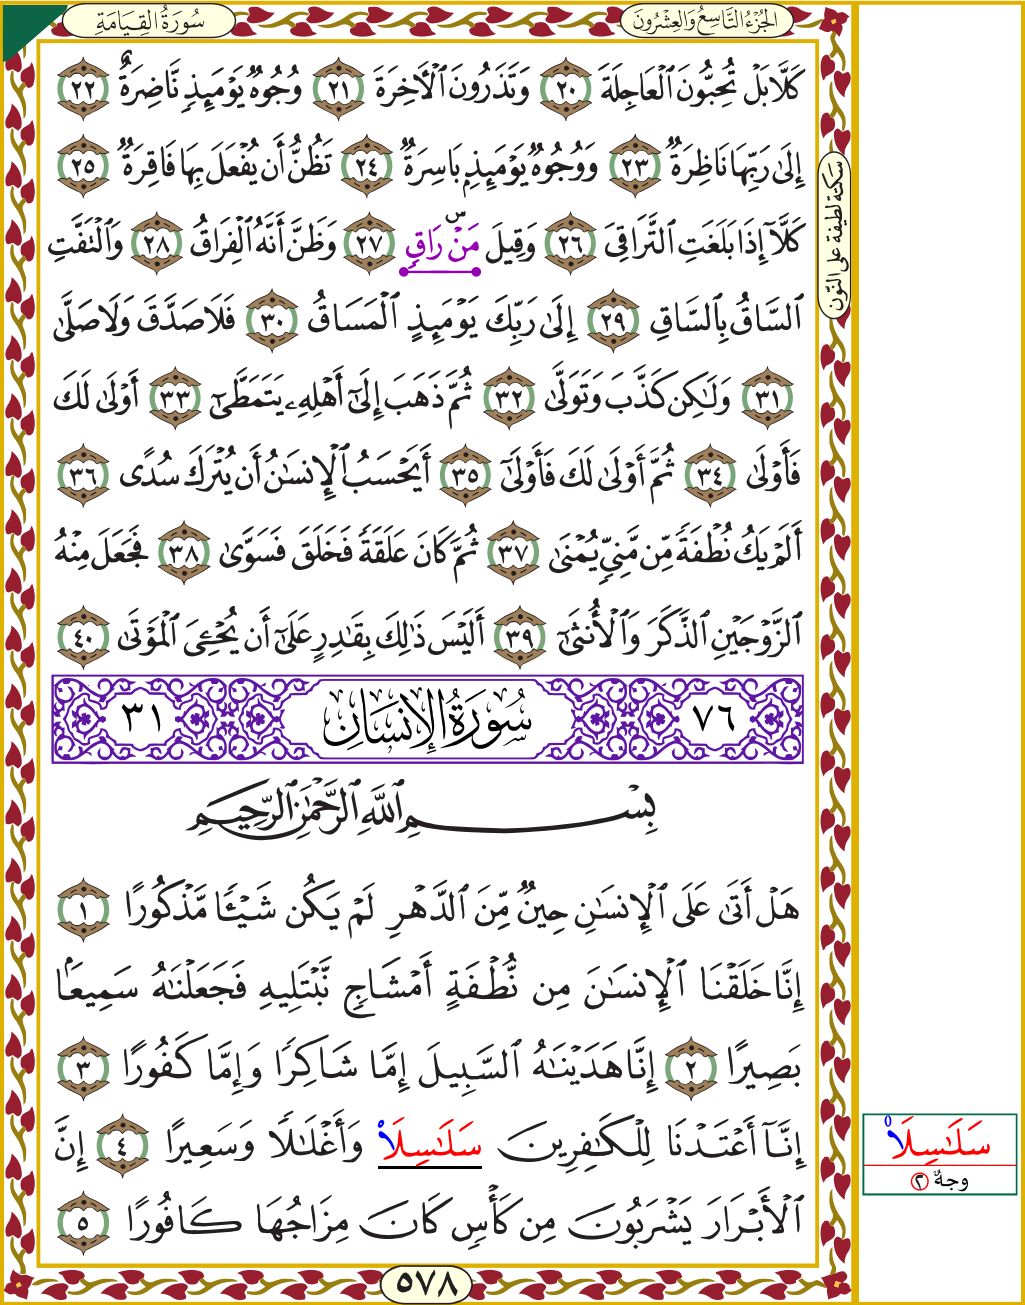 سُورَةُ القِيَامَةِ
الجُزْءُ التَّاسِعُ وَالعِشْرُونَ
كَلَّا بَلْ تُحِبُّونَ ٱلْعَاجِلَةَ ٢٠ وَتَذَرُونَ ٱلْأَخِرَةَ ٢١ وُجُوهٌ يَوْمَئِذٍ نَّاضِرَةٌ ٢٢
إِلَىٰ رَبِّهَا نَاظِرَةٌ ٢٣ وَوُجُوهٌ يَوْمَئِذٍ بَاسِرَةٌ ٢٤ تَظُنُّ أَن يُفْعَلَ بِهَا فَاقِرَةٌ ٢٥
كَلَّآ إِذَا بَلَغَتِ ٱلتَّرَاقِىَ ٢٦ وَقِيلَ مَنْۜ رَاقٍ ٢٧ وَظَنَّ أَنَّهُ ٱلْفِرَاقُ ٢٨ وَٱلْتَفَّتِ
ٱلسَّاقُ بِٱلسَّاقِ ٢٩ إِلَىٰ رَبِّكَ يَوْمَئِذٍ ٱلْمَسَاقُ ٣٠ فَلَا صَدَّقَ وَلَا صَلَّىٰ
٣١ وَلَـٰكِن كَذَّبَ وَتَوَلَّىٰ ٣٢ ثُمَّ ذَهَبَ إِلَىٰٓ أَهْلِهِۦ يَتَمَطَّىٰٓ ٣٣ أَوْلَىٰ لَكَ
فَأَوْلَىٰ ٣٤ ثُمَّ أَوْلَىٰ لَكَ فَأَوْلَىٰٓ ٣٥ أَيَحْسَبُ ٱلْإِنسَـٰنُ أَن يُتْرَكَ سُدًى ٣٦
أَلَمْ يَكُ نُطْفَةً مِّن مَّنِىٍّ يُمْنَىٰ ٣٧ ثُمَّ كَانَ عَلَقَةً فَخَلَقَ فَسَوَّىٰ ٣٨ فَجَعَلَ مِنْهُ
ٱلزَّوْجَيْنِ ٱلذَّكَرَ وَٱلْأُنثَىٰٓ ٣٩ أَلَيْسَ ذَٰلِكَ بِقَـٰدِرٍ عَلَىٰٓ أَن يُحْـِۧىَ ٱلْمَوْتَىٰ ٤٠
٧٦ سُورَةُ الإِنسَانِ ٣١
بِسْمِ ٱللَّهِ ٱلرَّحْمَـٰنِ ٱلرَّحِيمِ
هَلْ أَتَىٰ عَلَى ٱلْإِنسَـٰنِ حِينٌ مِّنَ ٱلدَّهْرِ لَمْ يَكُن شَيْـًٔا مَّذْكُورًا ١
إِنَّا خَلَقْنَا ٱلْإِنسَـٰنَ مِن نُّطْفَةٍ أَمْشَاجٍ نَّبْتَلِيهِ فَجَعَلْنَـٰهُ سَمِيعًۢا
بَصِيرًا ٢ إِنَّا هَدَيْنَـٰهُ ٱلسَّبِيلَ إِمَّا شَاكِرًا وَإِمَّا كَفُورًا ٣
إِنَّآ أَعْتَدْنَا لِلْكَـٰفِرِينَ سَلَـٰسِلَا۟ وَأَغْلَـٰلًا وَسَعِيرًا ٤ إِنَّ
ٱلْأَبْرَارَ يَشْرَبُونَ مِن كَأْسٍ كَانَ مِزَاجُهَا كَافُورًا ٥
٥٧٨
سكتة لطيفة على النّون
سَلَـٰسِلَا۠
وجهٌ ٢